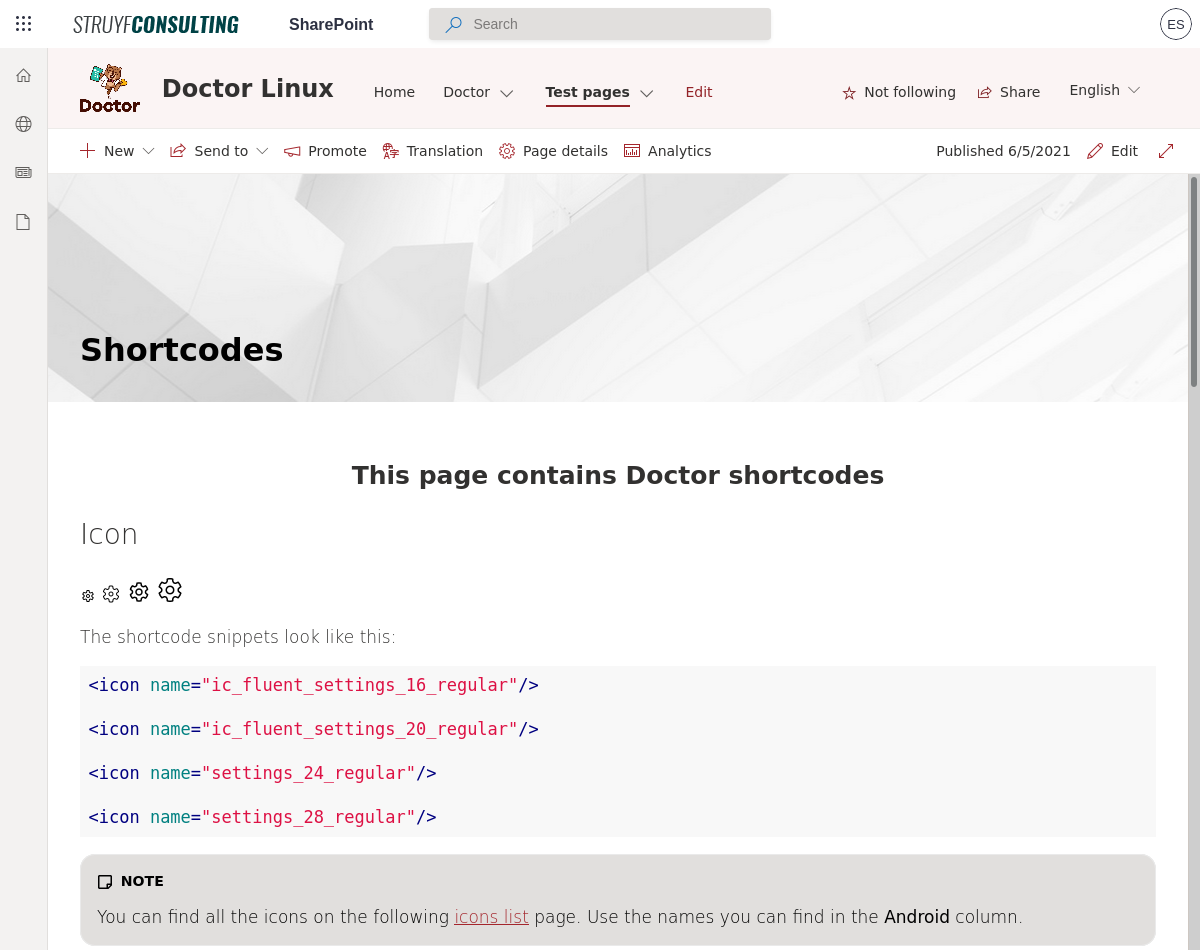 STRUYFCONSULTING SharePoint Search ES
Doctor Doctor Linux Home Doctor Test pages Edit Not following Share English
New Send to Promote Translation Page details Analytics Published 6/5/2021 Edit
Shortcodes
This page contains Doctor shortcodes
Icon
The shortcode snippets look like this:
<icon name="ic_fluent_settings_16_regular"/>
<icon name="ic_fluent_settings_20_regular"/>
<icon name="settings_24_regular"/>
<icon name="settings_28_regular"/>
NOTE
You can find all the icons on the following icons list page. Use the names you can find in the Android column.